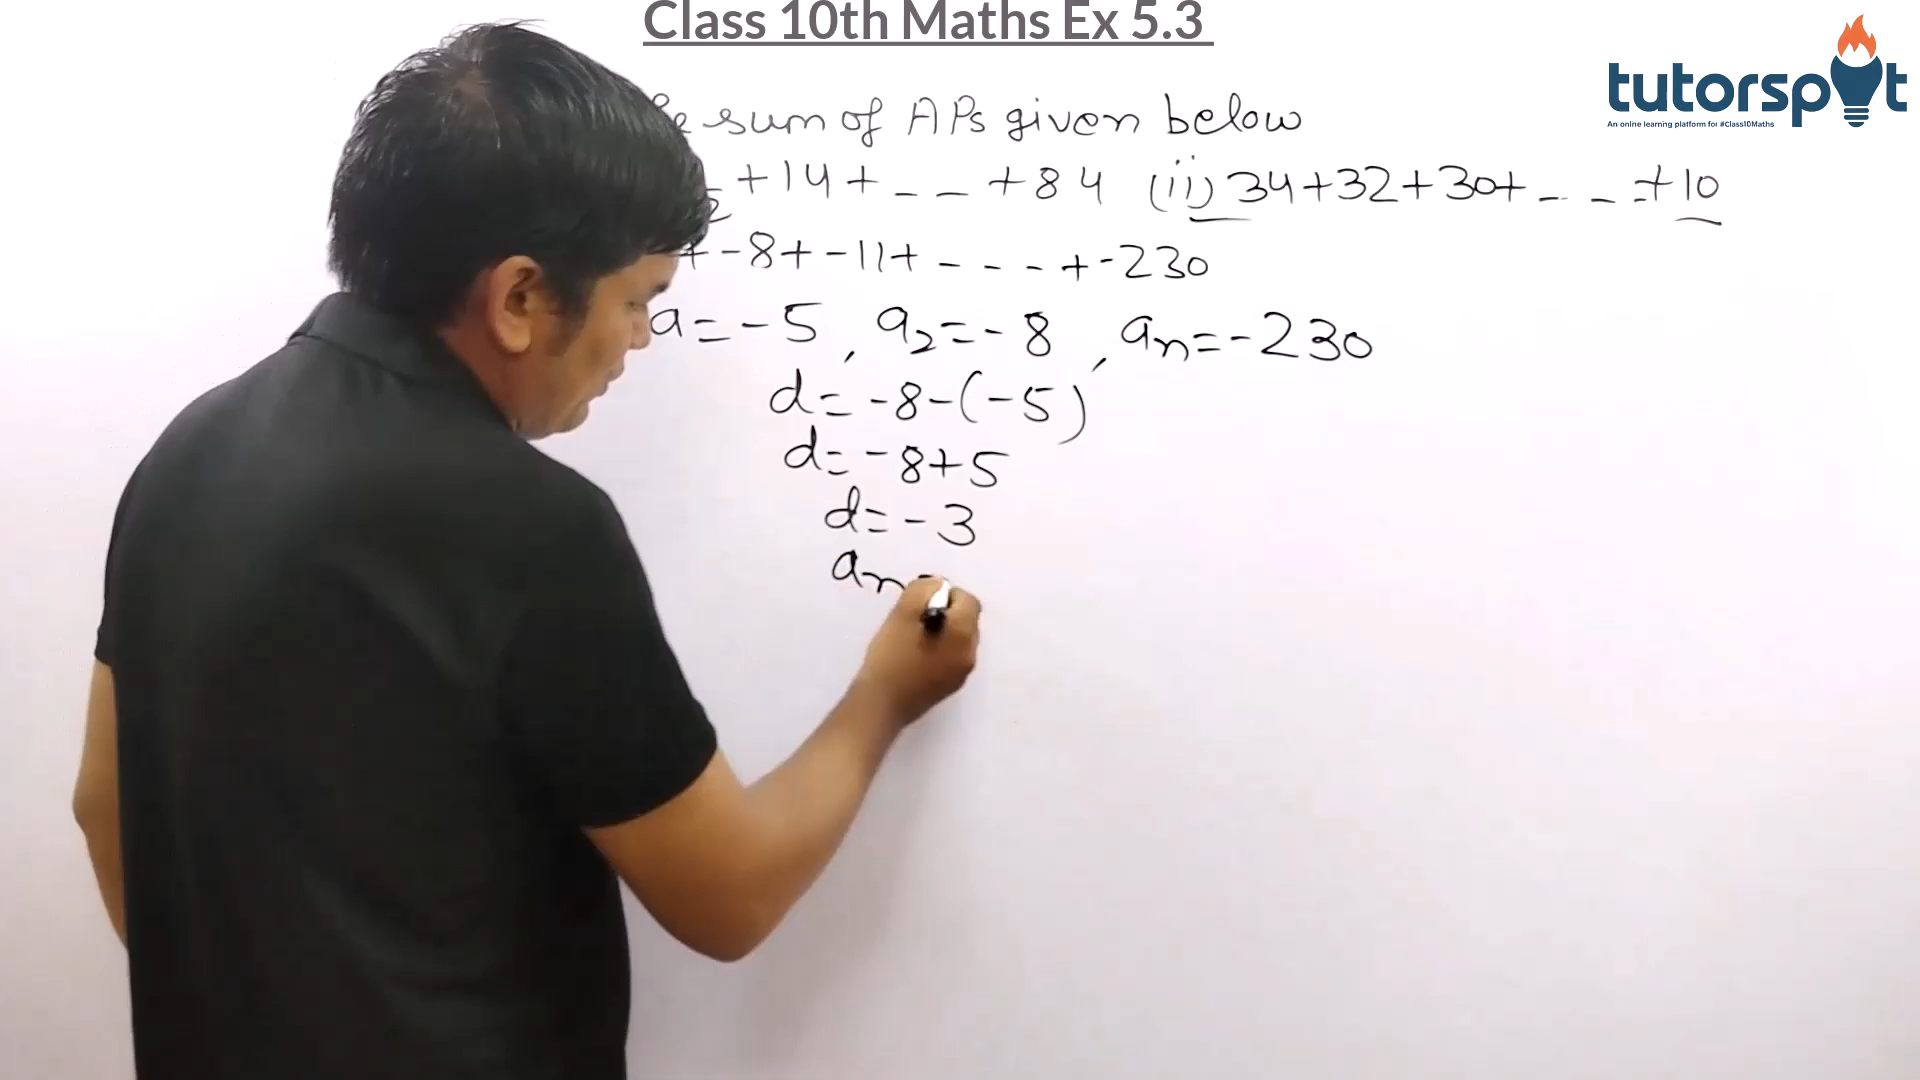 Class 10th Maths Ex 5.3
tutorspot
An online learning platform for #Class10Maths
sum of APs given below
+14+ _ _ +84 (ii) 34+32+30+ _ _ =+10
+-8+-11+ - - - +-230
a=-5, a₂=-8, aₙ=-230
d=-8-(-5)
d=-8+5
d=-3
aₙ